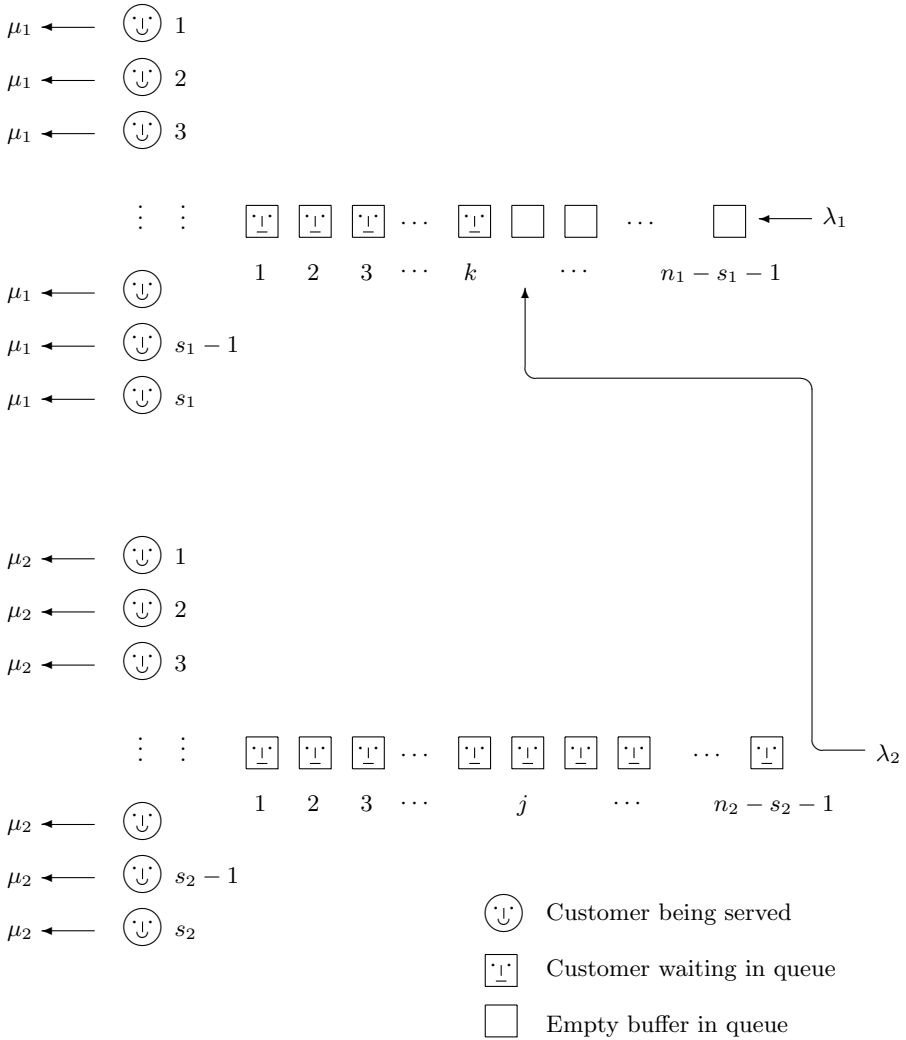 μ₁ 1
μ₁ 2
μ₁ 3
⋮ ⋮ ⋯ ⋯ λ₁
1 2 3 ⋯ k ⋯ n₁ − s₁ − 1
μ₁
μ₁ s₁ − 1
μ₁ s₁
μ₂ 1
μ₂ 2
μ₂ 3
⋮ ⋮ ⋯ ⋯ λ₂
1 2 3 ⋯ j ⋯ n₂ − s₂ − 1
μ₂
μ₂ s₂ − 1
μ₂ s₂
Customer being served
Customer waiting in queue
Empty buffer in queue